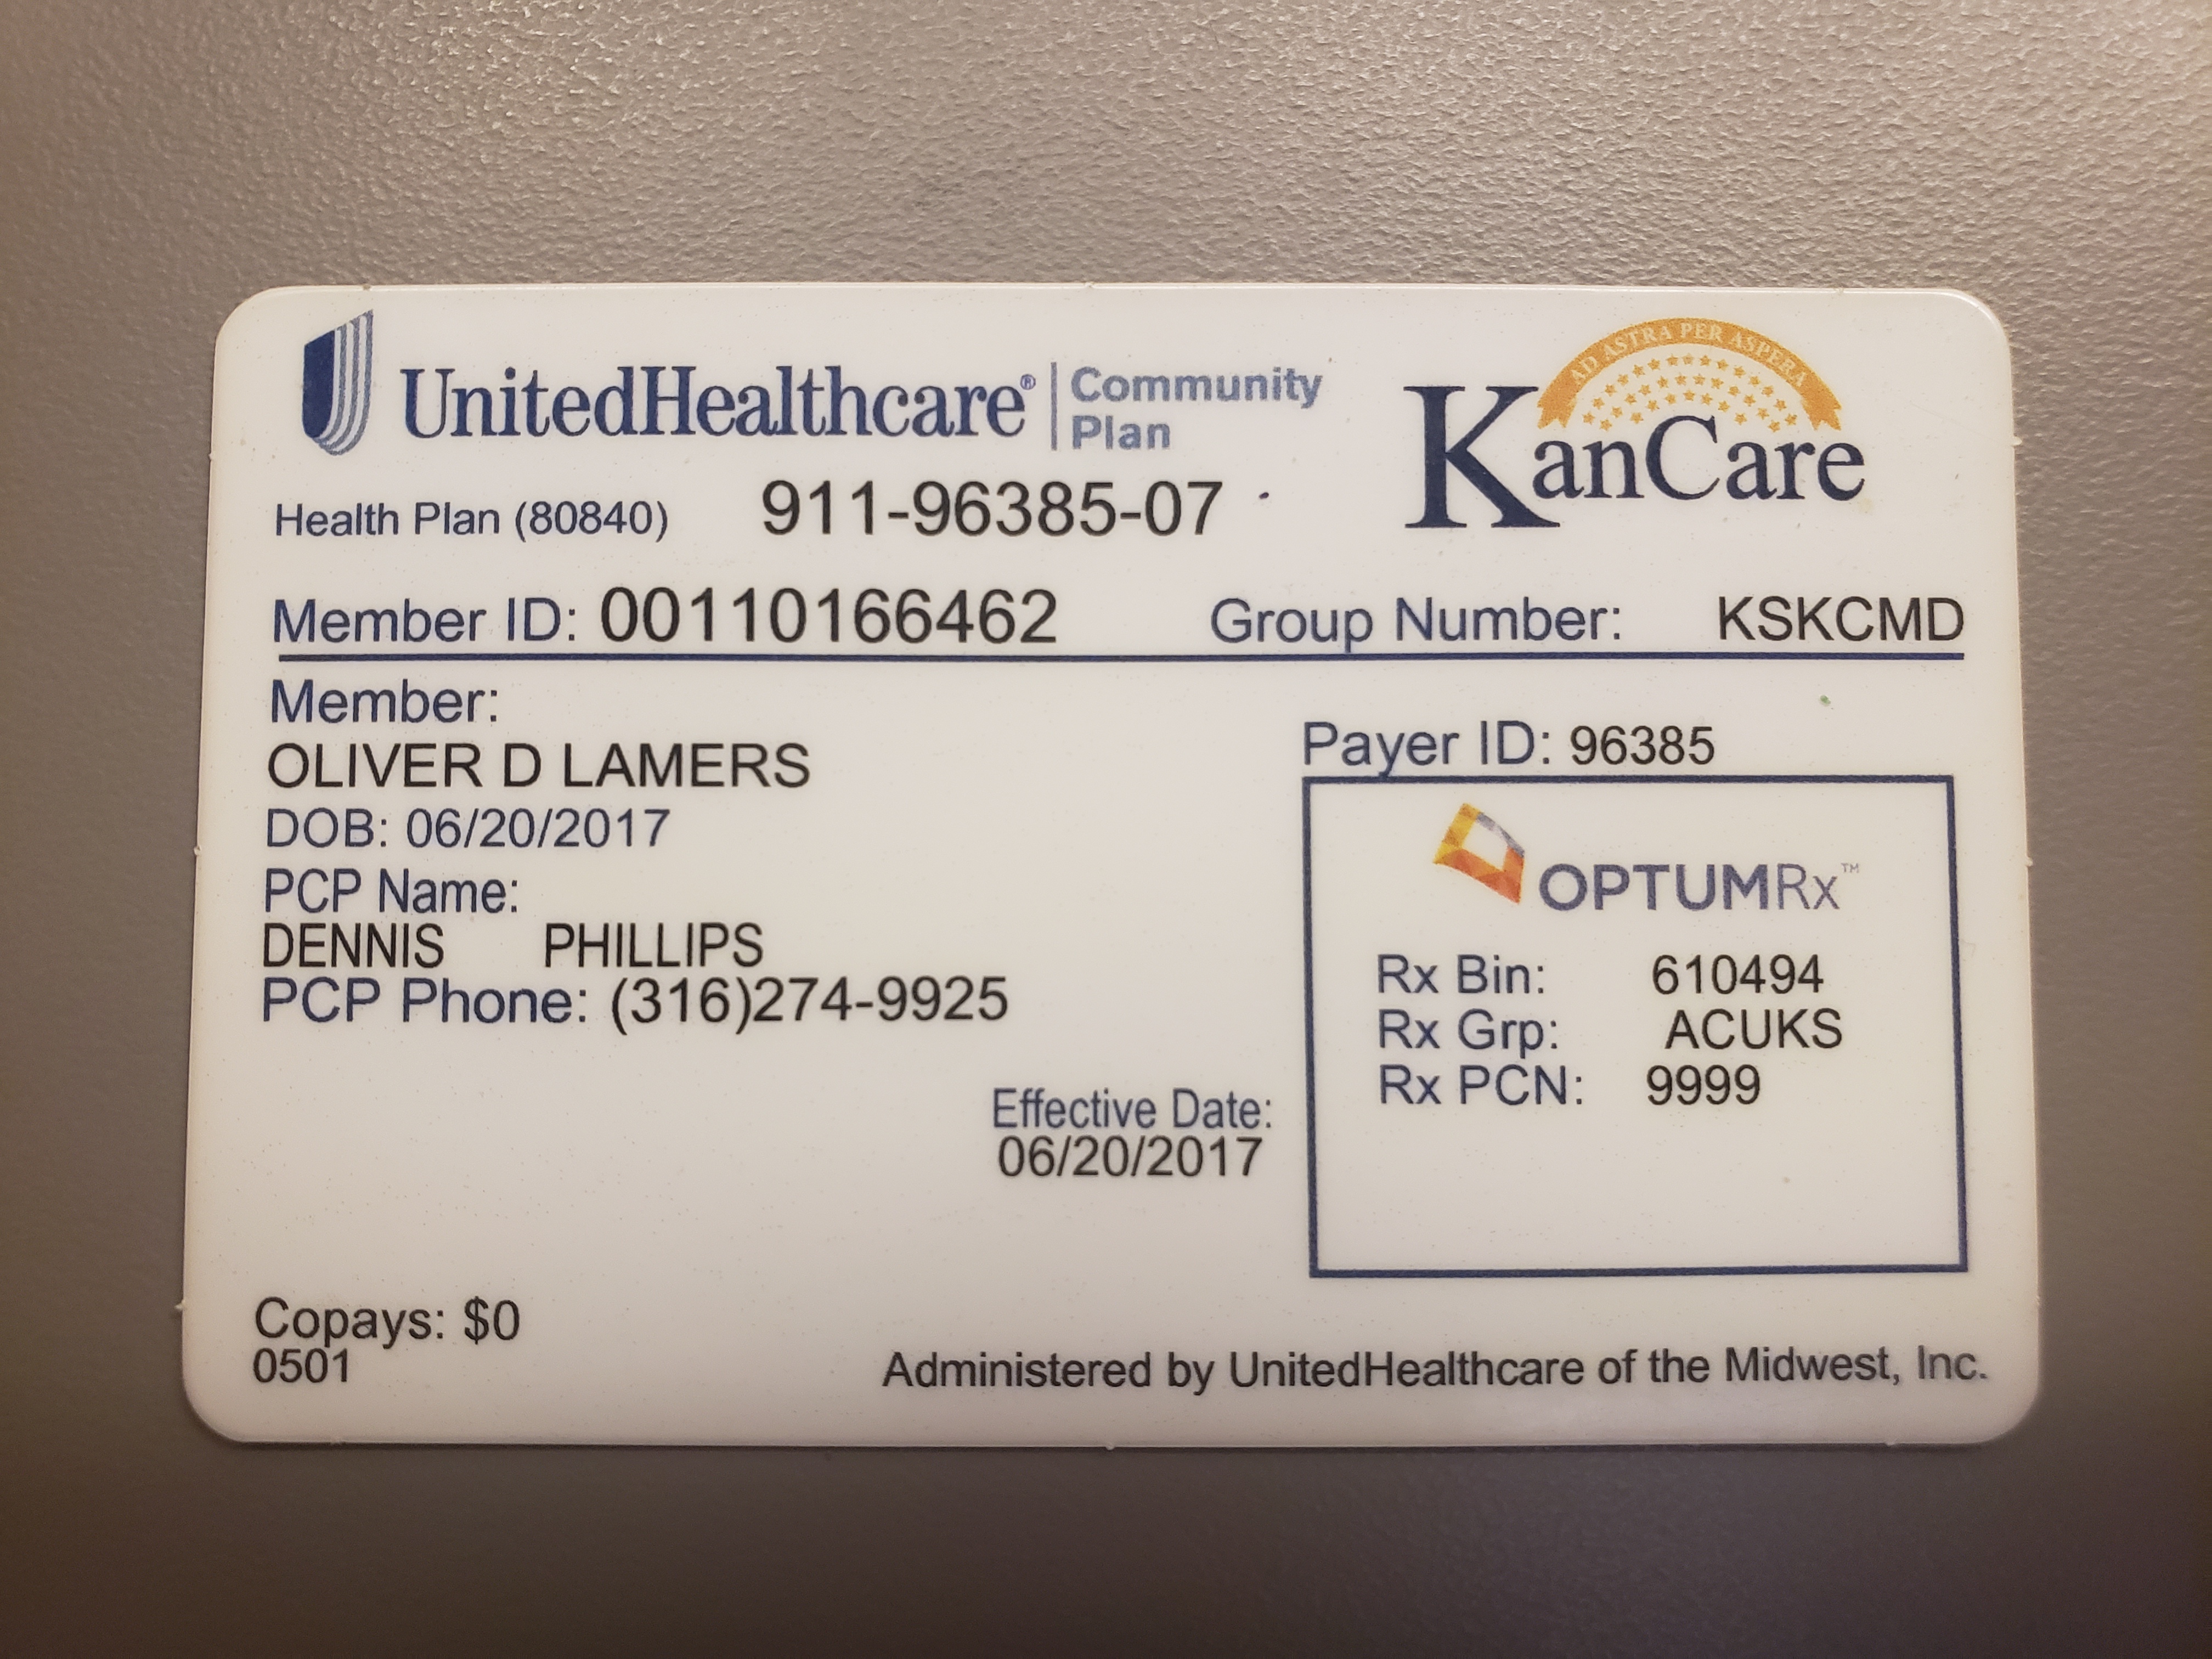 UnitedHealthcare® | Community Plan
AD ASTRA PER ASPERA
KanCare
Health Plan (80840) 911-96385-07
Member ID: 00110166462 Group Number: KSKCMD
Member:
OLIVER D LAMERS
DOB: 06/20/2017
PCP Name:
DENNIS PHILLIPS
PCP Phone: (316)274-9925
Effective Date:
06/20/2017
Payer ID: 96385
OPTUMRx™
Rx Bin: 610494
Rx Grp: ACUKS
Rx PCN: 9999
Copays: $0
0501
Administered by UnitedHealthcare of the Midwest, Inc.